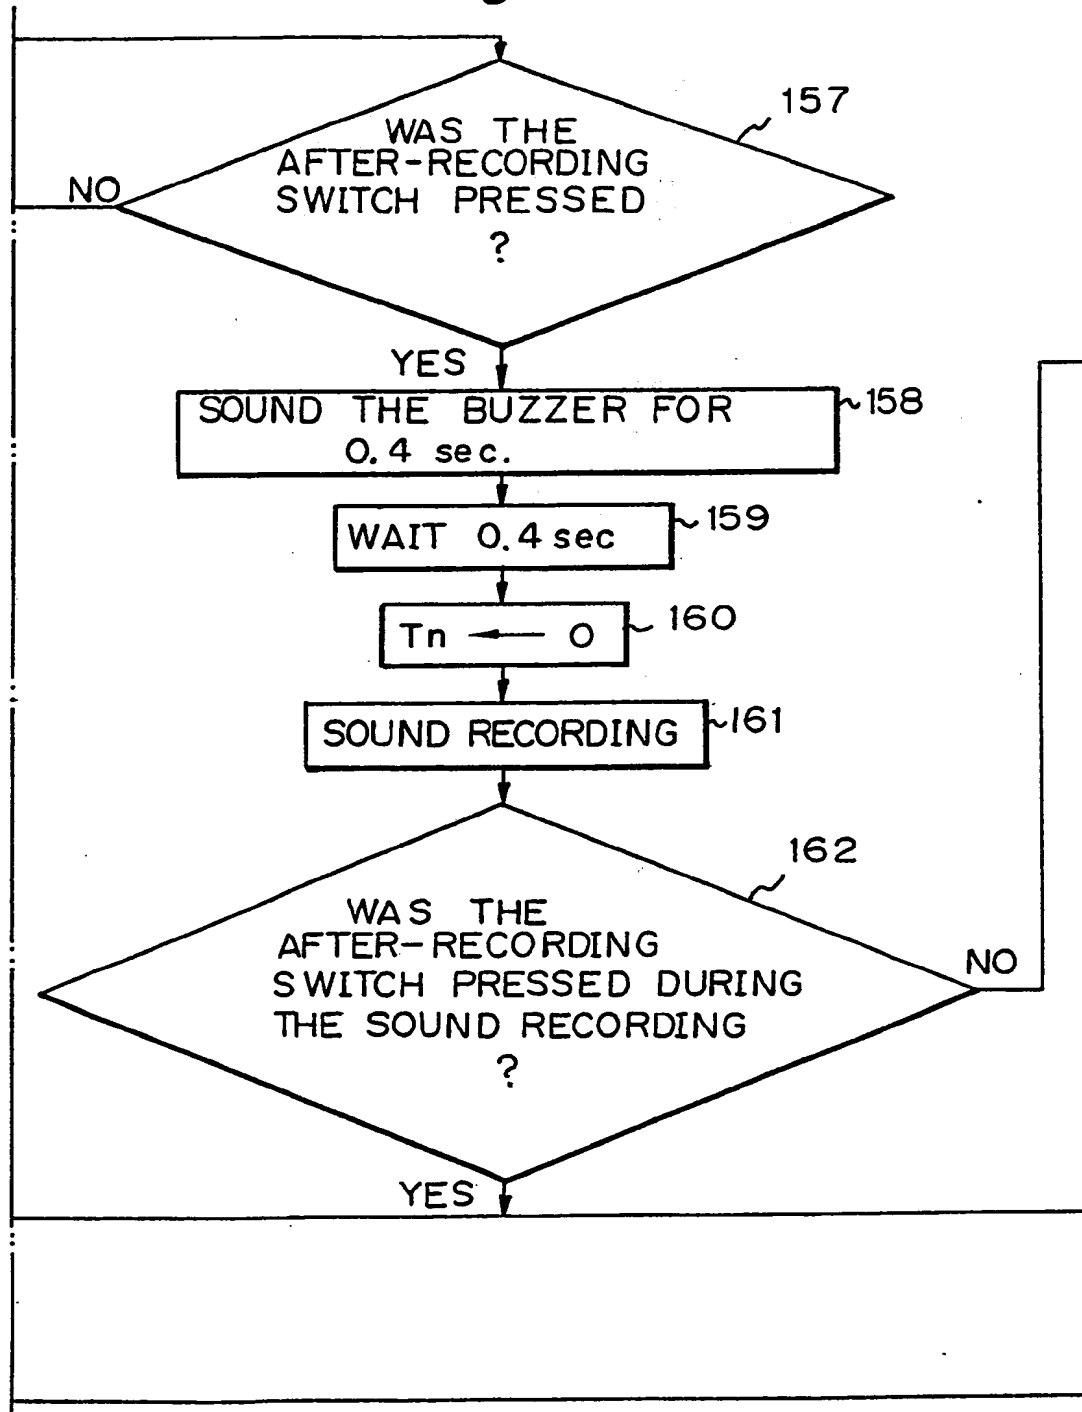 157
WAS THE
AFTER-RECORDING
SWITCH PRESSED
?
NO
YES
SOUND THE BUZZER FOR
0.4 sec.
158
WAIT 0.4 sec
159
Tn ← 0
160
SOUND RECORDING
161
162
WAS THE
AFTER-RECORDING
SWITCH PRESSED DURING
THE SOUND RECORDING
?
NO
YES